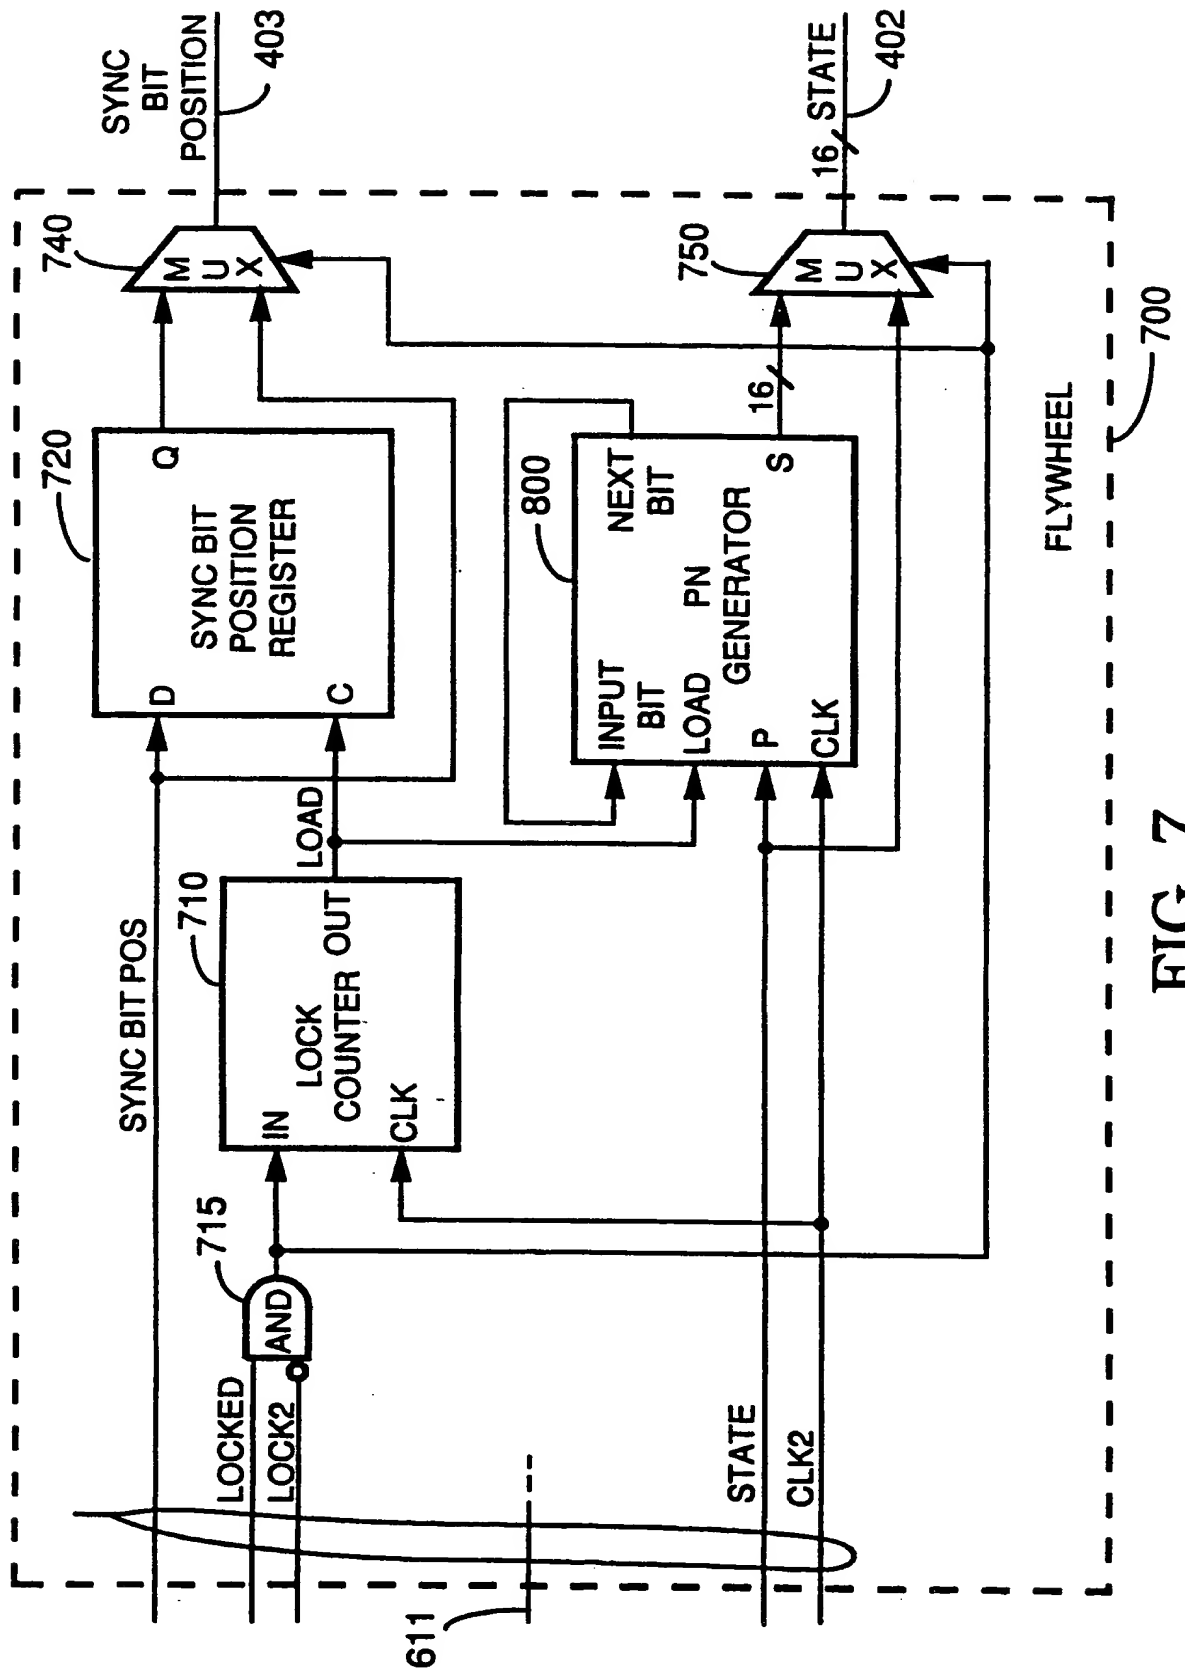 SYNC
BIT
POSITION
403
16
STATE
402
740
M
U
X
750
M
U
X
700
FLYWHEEL
720
Q
SYNC BIT
POSITION
REGISTER
D
C
16
800
NEXT
BIT
S
PN
GENERATOR
INPUT
BIT
LOAD
P
CLK
LOAD
SYNC BIT POS
710
OUT
LOCK
COUNTER
IN
CLK
715
AND
LOCKED
LOCK2
STATE
CLK2
611
FIG. 7